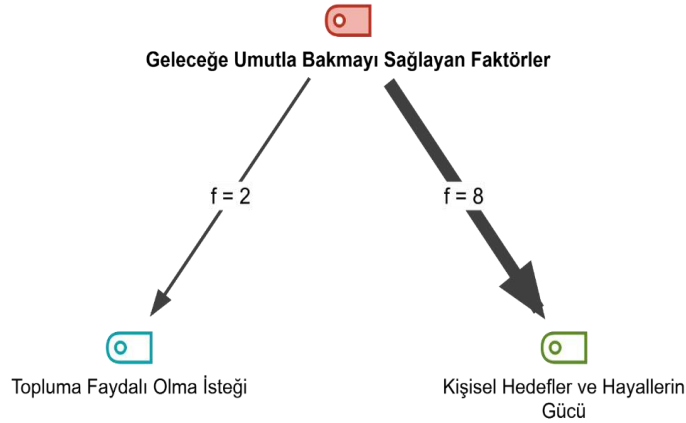 Geleceğe Umutla Bakmayı Sağlayan Faktörler
f = 2
f = 8
Topluma Faydalı Olma İsteği
Kişisel Hedefler ve Hayallerin
Gücü